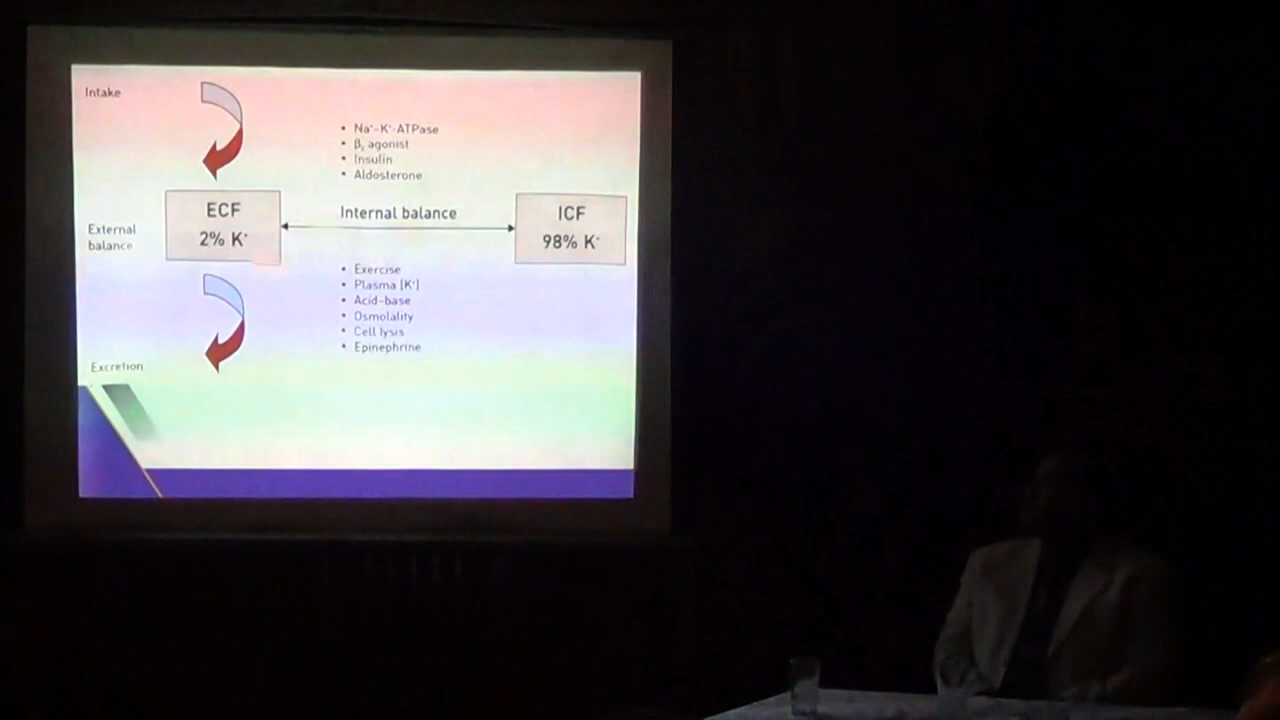 Intake
• Na⁺-K⁺-ATPase
• β₂ agonist
• Insulin
• Aldosterone
ECF
2% K⁺
External
balance
Internal balance
ICF
98% K⁺
• Exercise
• Plasma [K⁺]
• Acid-base
• Osmolality
• Cell lysis
• Epinephrine
Excretion